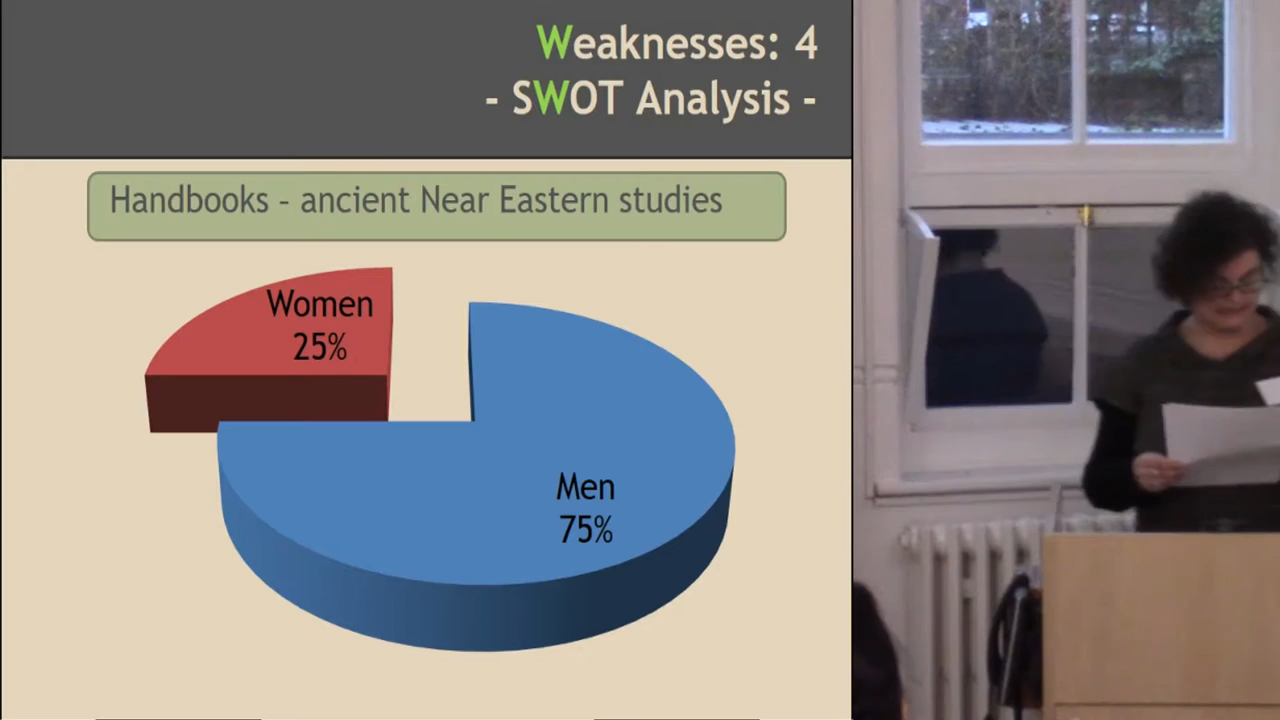 Weaknesses: 4
- SWOT Analysis -
Handbooks - ancient Near Eastern studies
Women
25%
Men
75%